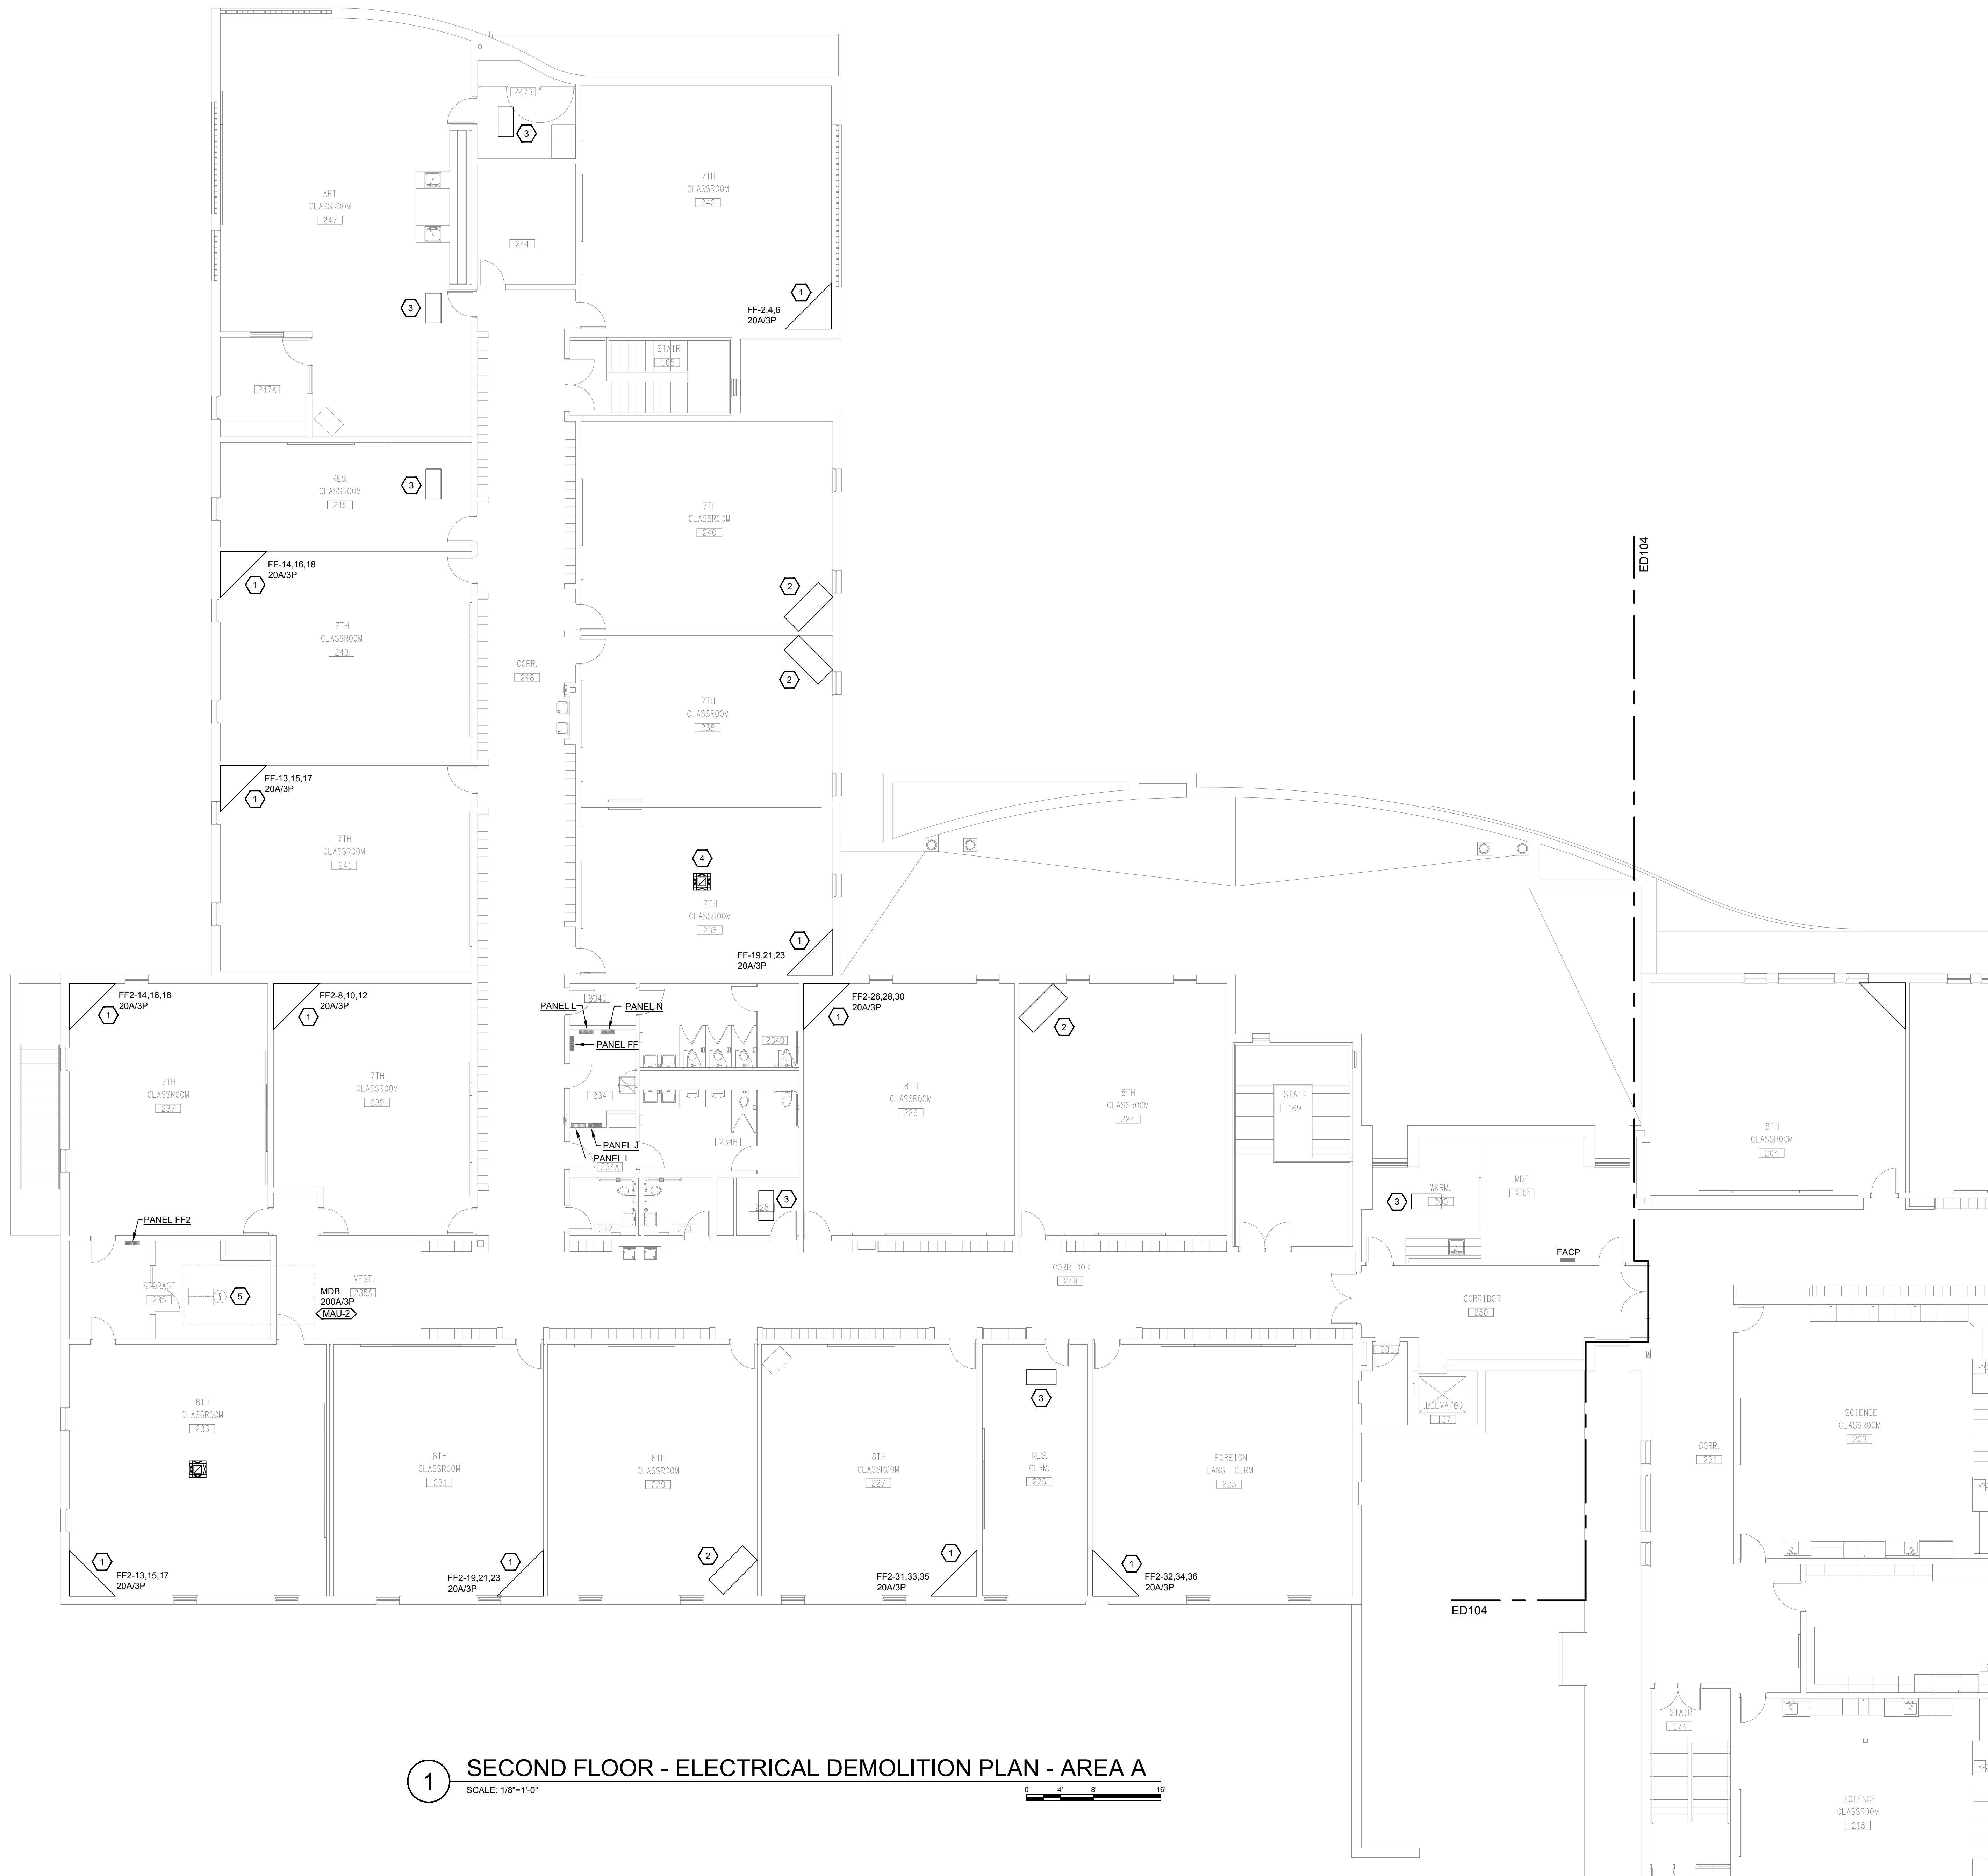 247B
3
ART
CLASSROOM
247
7TH
CLASSROOM
242
244
3
1
FF-2,4,6
20A/3P
STAIR
165
247A
RES.
CLASSROOM
245
3
7TH
CLASSROOM
240
2
FF-14,16,18
20A/3P
1
7TH
CLASSROOM
243
CORR.
248
2
7TH
CLASSROOM
238
ED104
FF-13,15,17
20A/3P
1
7TH
CLASSROOM
241
4
7TH
CLASSROOM
236
1
FF-19,21,23
20A/3P
FF2-14,16,18
20A/3P
1
FF2-8,10,12
20A/3P
1
PANEL L
234C
PANEL N
PANEL FF
234D
FF2-26,28,30
20A/3P
1
2
7TH
CLASSROOM
237
7TH
CLASSROOM
239
234
8TH
CLASSROOM
226
8TH
CLASSROOM
224
STAIR
169
8TH
CLASSROOM
204
PANEL J
PANEL I
234A
234B
232
230
228
3
WKRM.
200
3
MDF
202
FACP
PANEL FF2
STORAGE
235
5
VEST.
235A
MDB
200A/3P
MAU-2
CORRIDOR
249
CORRIDOR
250
201
ELEVATOR
137
8TH
CLASSROOM
233
8TH
CLASSROOM
231
8TH
CLASSROOM
229
8TH
CLASSROOM
227
3
RES.
CLRM.
225
FOREIGN
LANG. CLRM.
223
CORR.
251
SCIENCE
CLASSROOM
203
1
FF2-13,15,17
20A/3P
1
FF2-19,21,23
20A/3P
2
1
FF2-31,33,35
20A/3P
1
FF2-32,34,36
20A/3P
ED104
STAIR
174
SCIENCE
CLASSROOM
215
1
SECOND FLOOR - ELECTRICAL DEMOLITION PLAN - AREA A
SCALE: 1/8"=1'-0"
0 4' 8' 16'